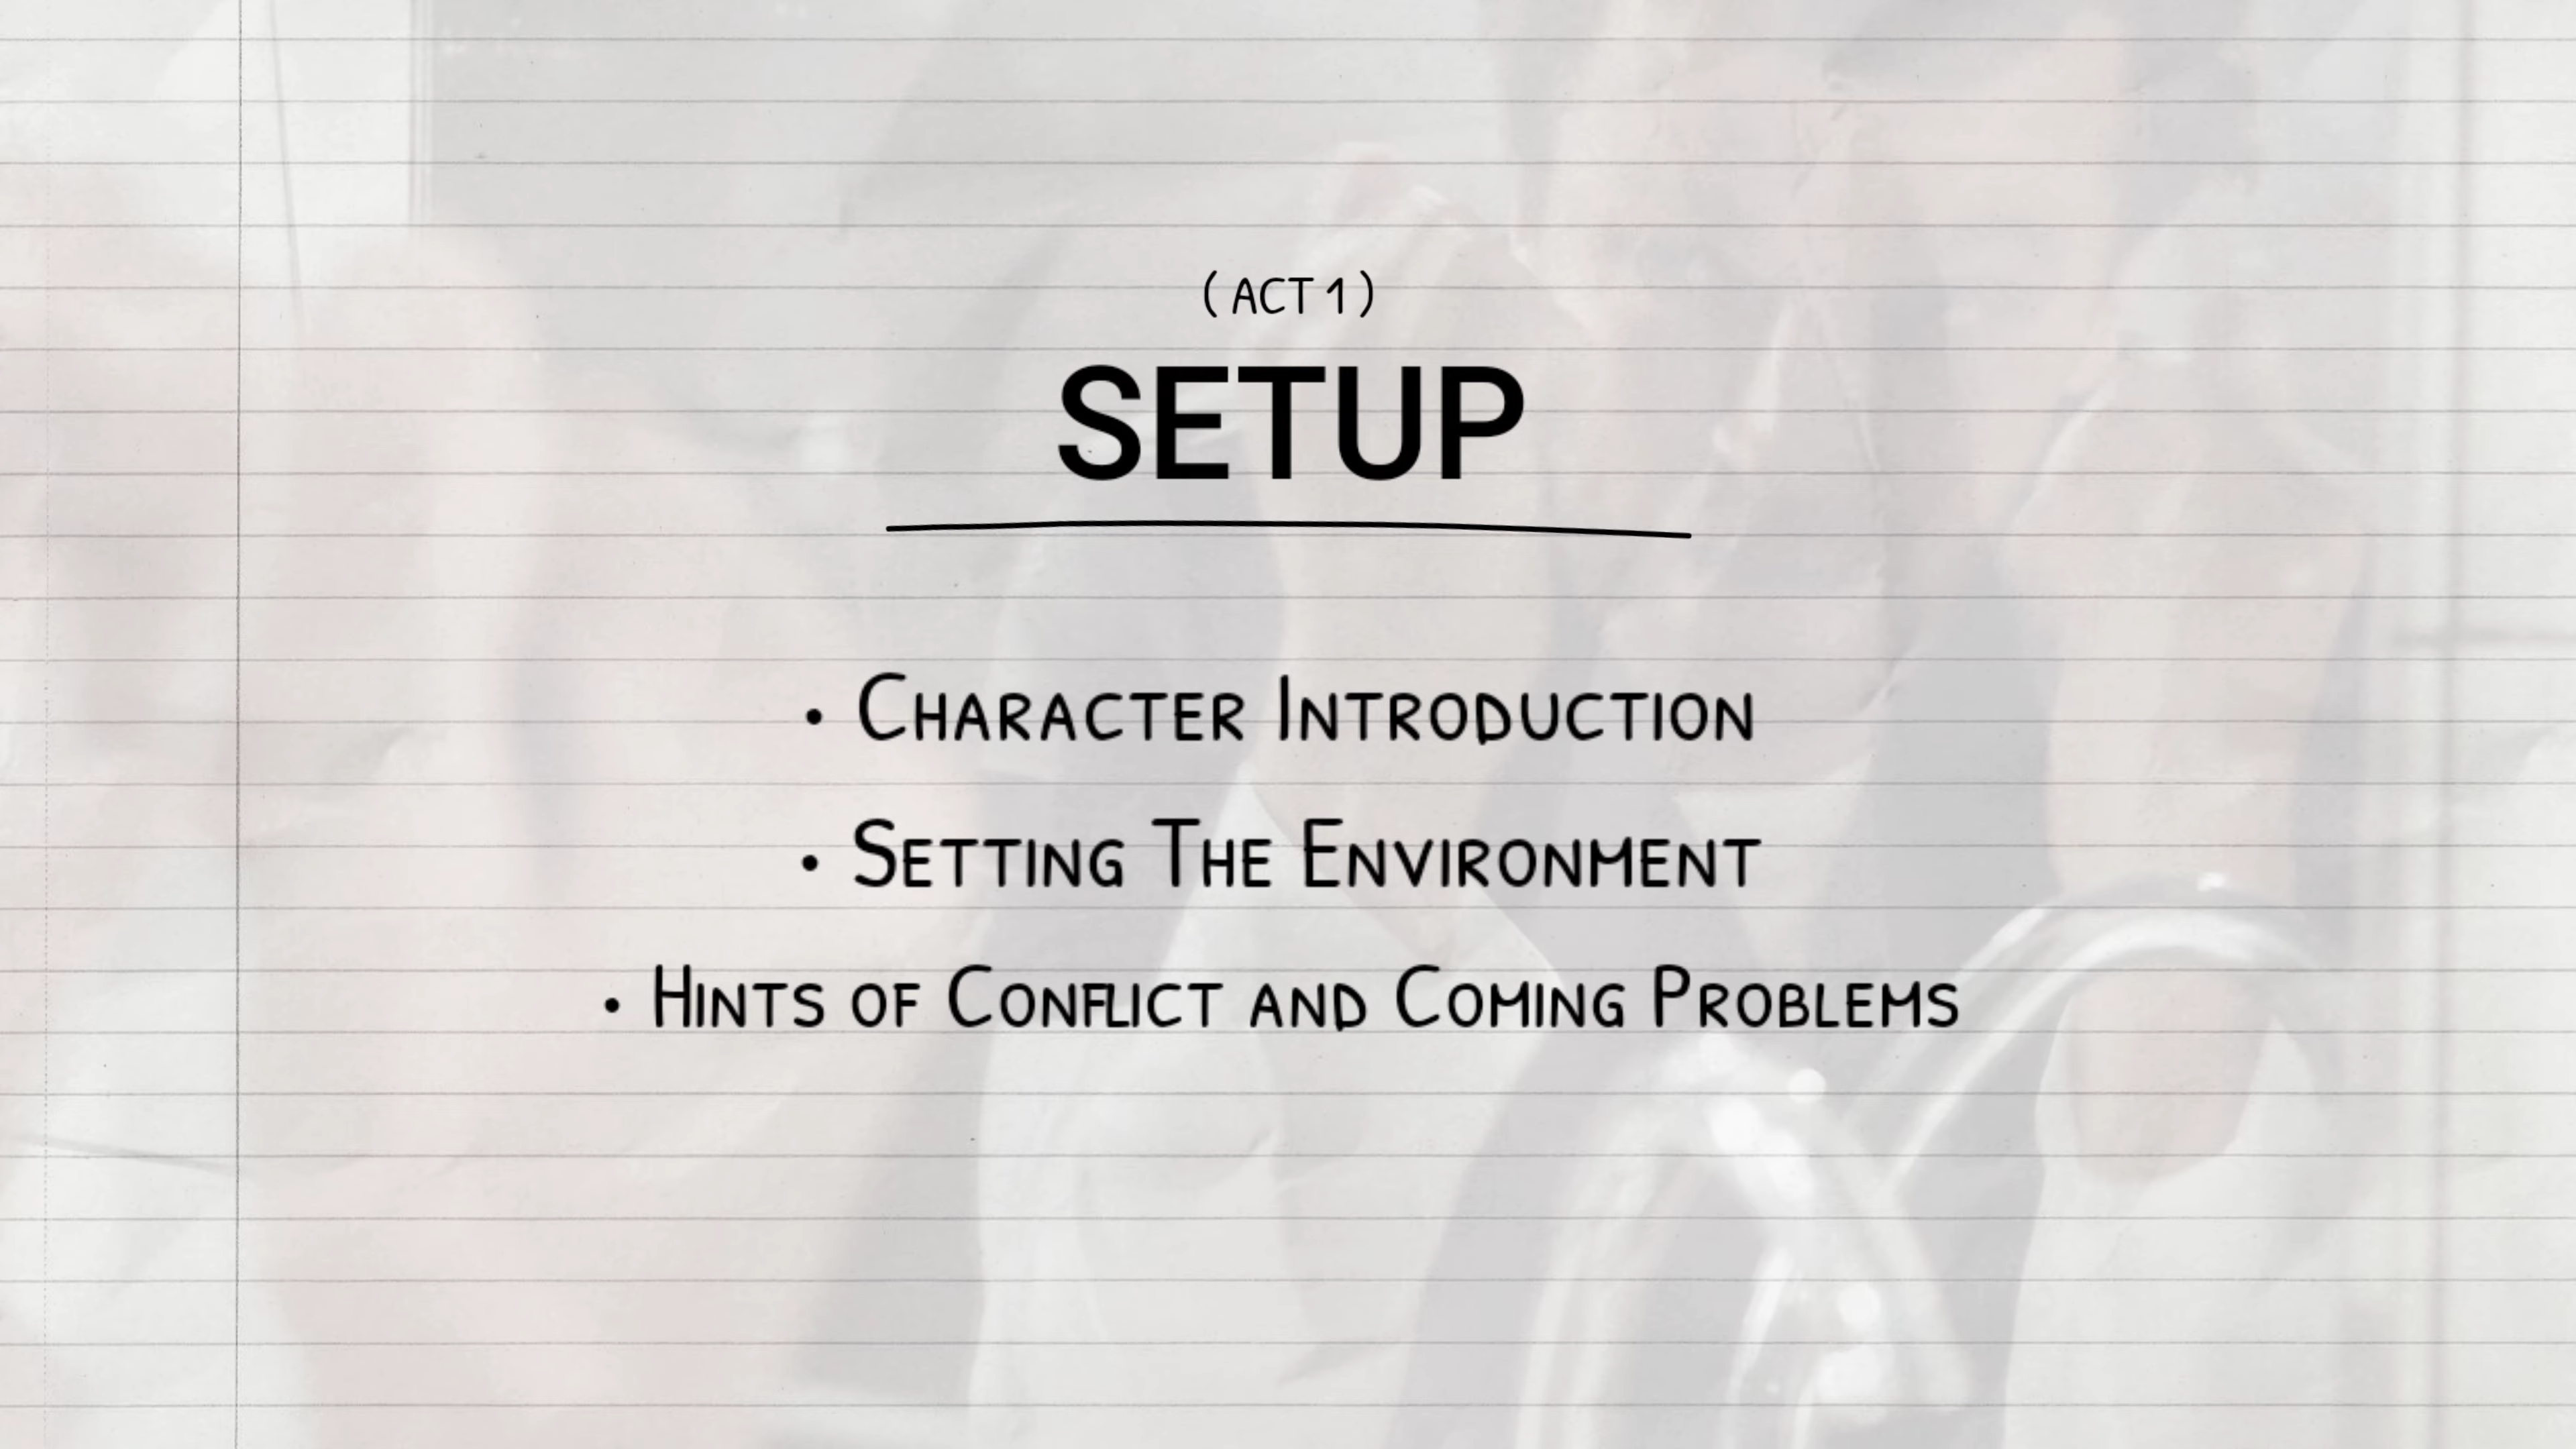 ( ACT 1 )
SETUP
• Character Introduction
• Setting The Environment
• Hints of Conflict and Coming Problems